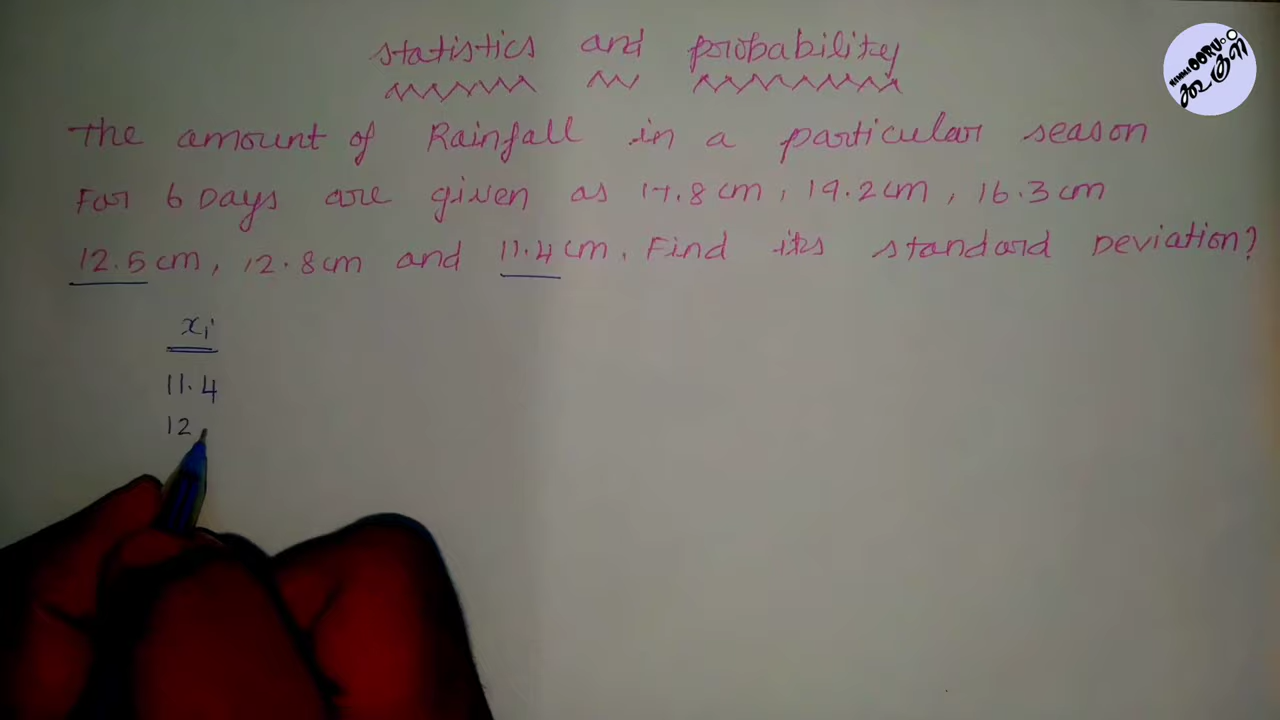 statistics and probability
The amount of Rainfall in a particular season
For 6 Days are given as 17.8 cm, 19.2 cm, 16.3 cm
12.5 cm, 12.8 cm and 11.4 cm. Find its standard Deviation?
xi
11.4
12.